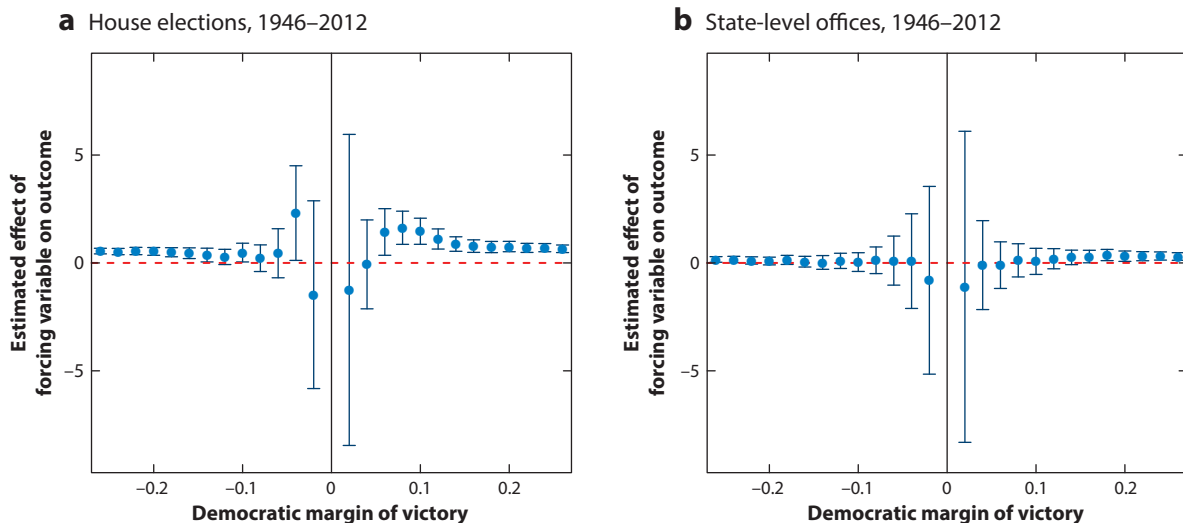 a House elections, 1946–2012
Estimated effect of
forcing variable on outcome
5
0
−5
−0.2
−0.1
0
0.1
0.2
Democratic margin of victory
b State-level offices, 1946–2012
Estimated effect of
forcing variable on outcome
5
0
−5
−0.2
−0.1
0
0.1
0.2
Democratic margin of victory